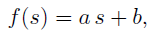 f(s) = a s + b,